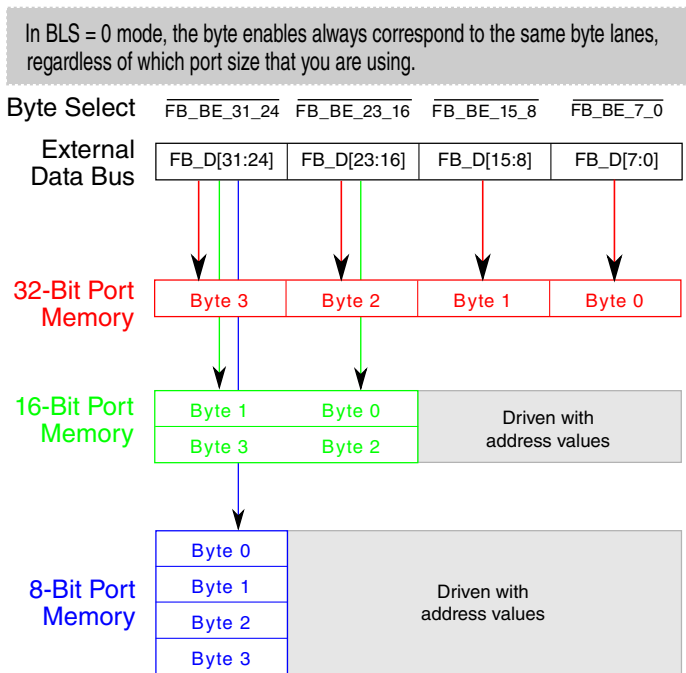 In BLS = 0 mode, the byte enables always correspond to the same byte lanes,
regardless of which port size that you are using.
Byte Select FB_BE_31_24 FB_BE_23_16 FB_BE_15_8 FB_BE_7_0
External
Data Bus
FB_D[31:24] FB_D[23:16] FB_D[15:8] FB_D[7:0]
32-Bit Port
Memory
Byte 3 Byte 2 Byte 1 Byte 0
16-Bit Port
Memory
Byte 1 Byte 0
Byte 3 Byte 2
Driven with
address values
8-Bit Port
Memory
Byte 0
Byte 1
Byte 2
Byte 3
Driven with
address values